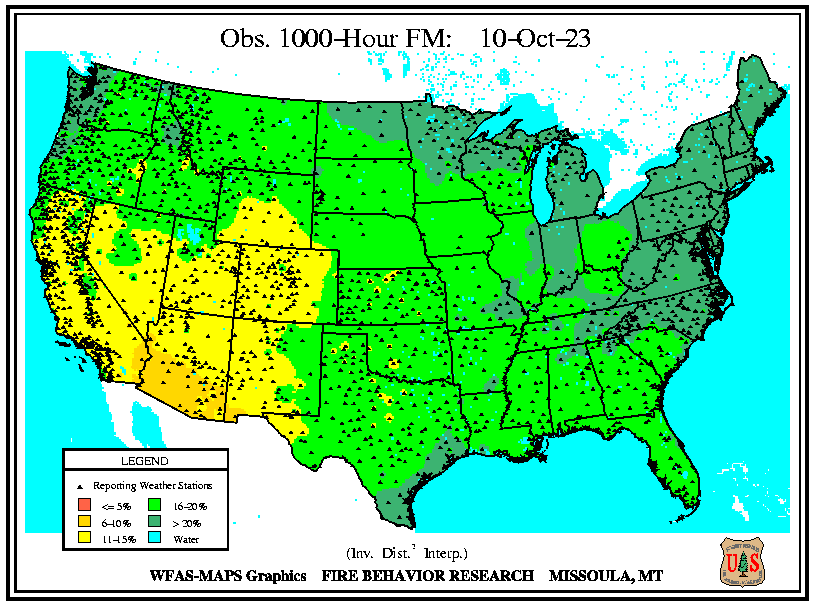 Obs. 1000-Hour FM: 10-Oct-23
LEGEND
Reporting Weather Stations
<= 5%
16-20%
6-10%
> 20%
11-15%
Water
(Inv. Dist.² Interp.)
WFAS-MAPS Graphics FIRE BEHAVIOR RESEARCH MISSOULA, MT
U S